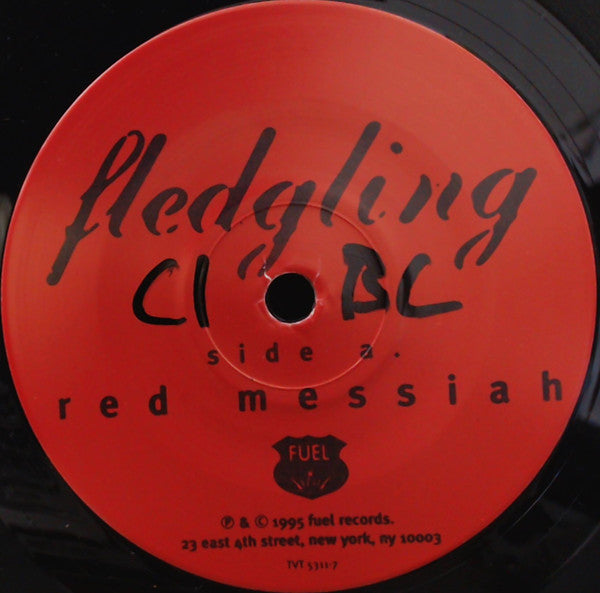 fledgling
CI BC
side a.
red messiah
FUEL
℗ & © 1995 fuel records.
23 east 4th street, new york, ny 10003
TVT 5311-7